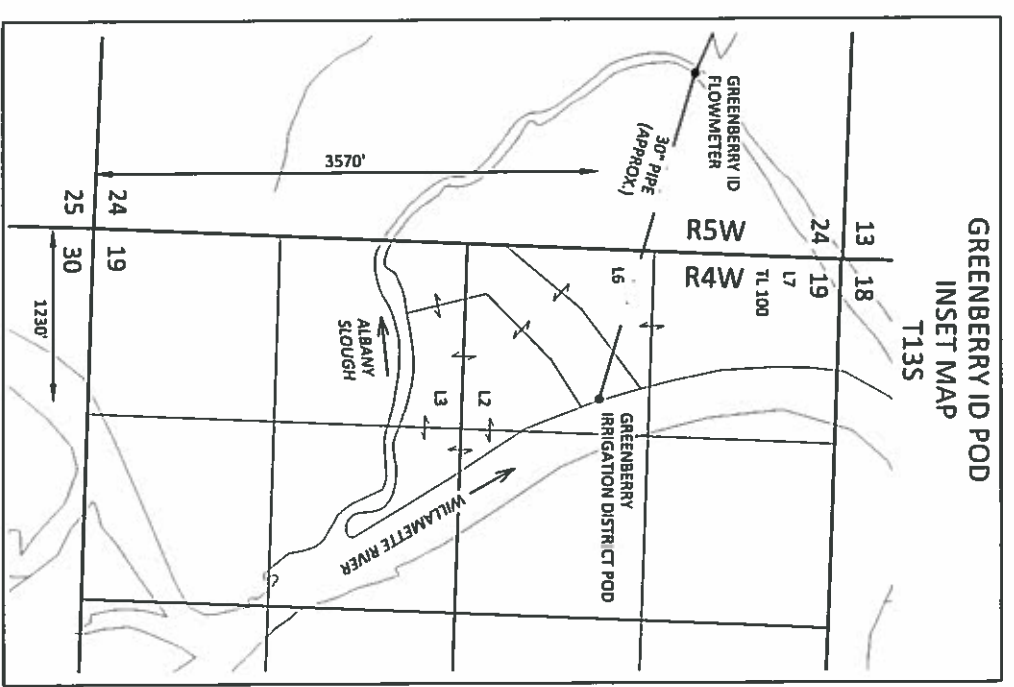 GREENBERRY ID POD
INSET MAP
T13S
13
18
24
19
L7
TL 100
R5W
R4W
GREENBERRY ID
FLOWMETER
30" PIPE
(APPROX.)
L6
GREENBERRY
IRRIGATION DISTRICT POD
L2
L3
WILLAMETTE RIVER
ALBANY
SLOUGH
3570'
24
19
25
30
1230'